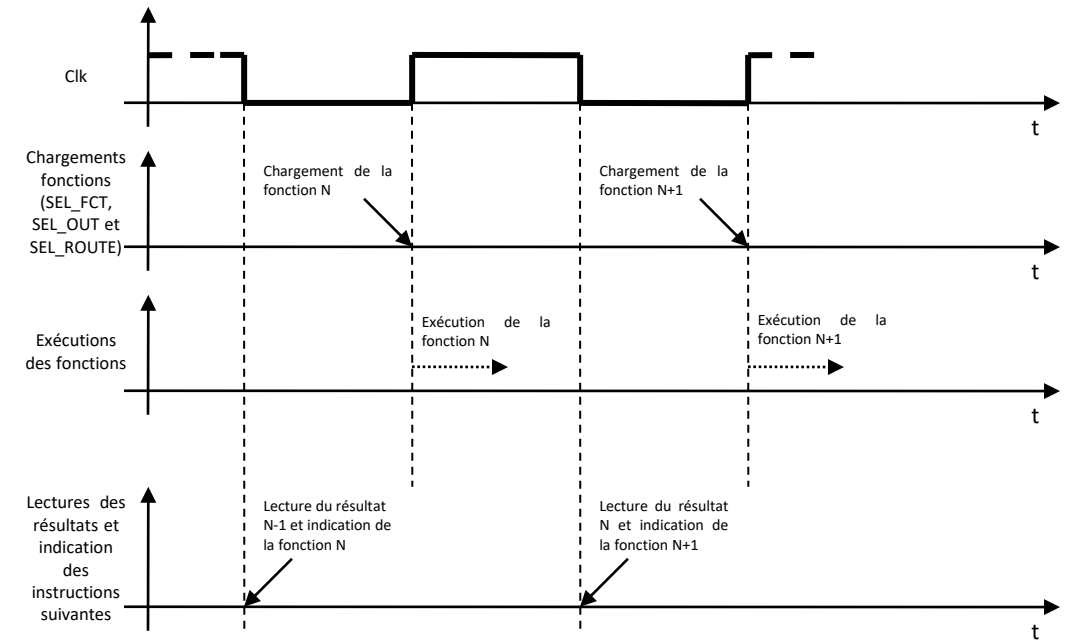 Clk
t
Chargements
fonctions
(SEL_FCT,
SEL_OUT et
SEL_ROUTE)
Chargement de la
fonction N
Chargement de la
fonction N+1
t
Exécutions
des fonctions
Exécution de la
fonction N
Exécution de la
fonction N+1
t
Lectures des
résultats et
indication
des
instructions
suivantes
Lecture du résultat
N-1 et indication de
la fonction N
Lecture du résultat
N et indication de
la fonction N+1
t